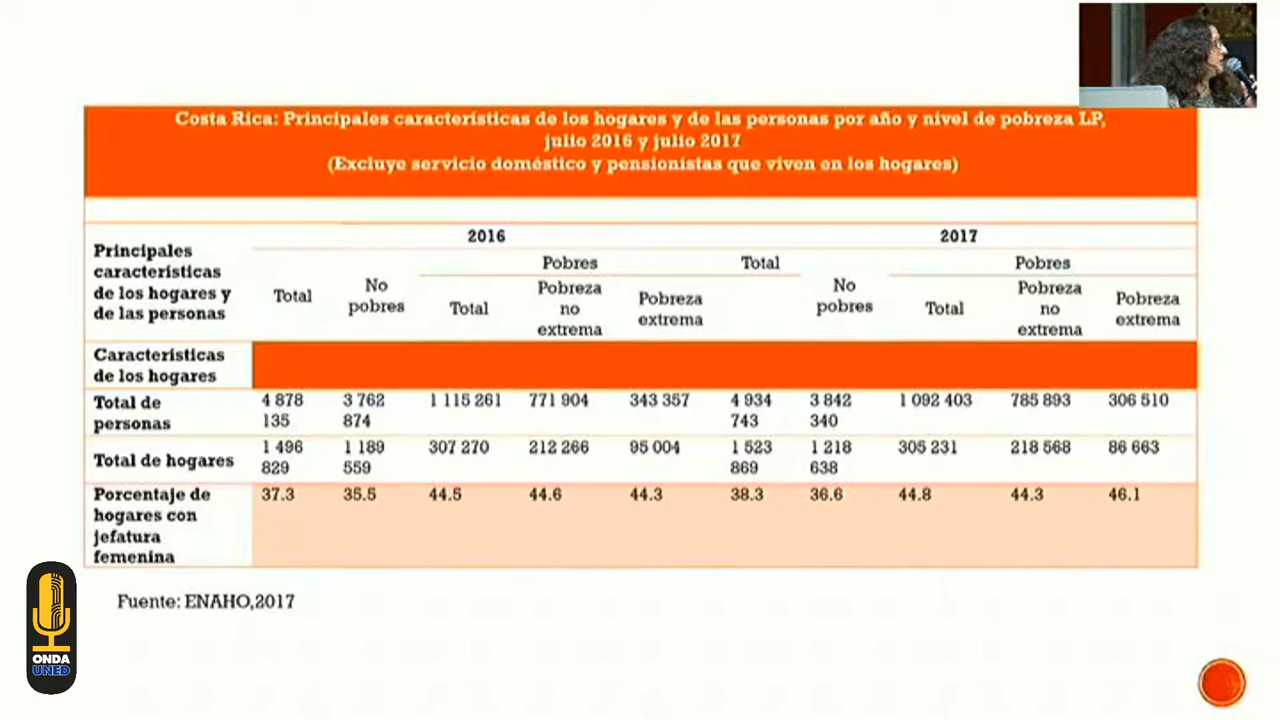 Costa Rica: Principales características de los hogares y de las personas por año y nivel de pobreza LP,
julio 2016 y julio 2017
(Excluye servicio doméstico y pensionistas que viven en los hogares)
Principales
características
de los hogares y
de las personas
2016
2017
Pobres
Total
Pobres
Total
No
pobres
Total
Pobreza
no
extrema
Pobreza
extrema
No
pobres
Total
Pobreza
no
extrema
Pobreza
extrema
Características
de los hogares
Total de
personas
4 878
135
3 762
874
1 115 261
771 904
343 357
4 934
743
3 842
340
1 092 403
785 893
306 510
Total de hogares
1 496
829
1 189
559
307 270
212 266
95 004
1 523
869
1 218
638
305 231
218 568
86 663
Porcentaje de
hogares con
jefatura
femenina
37.3
35.5
44.5
44.6
44.3
38.3
36.6
44.8
44.3
46.1
Fuente: ENAHO,2017
ONDA
UNED